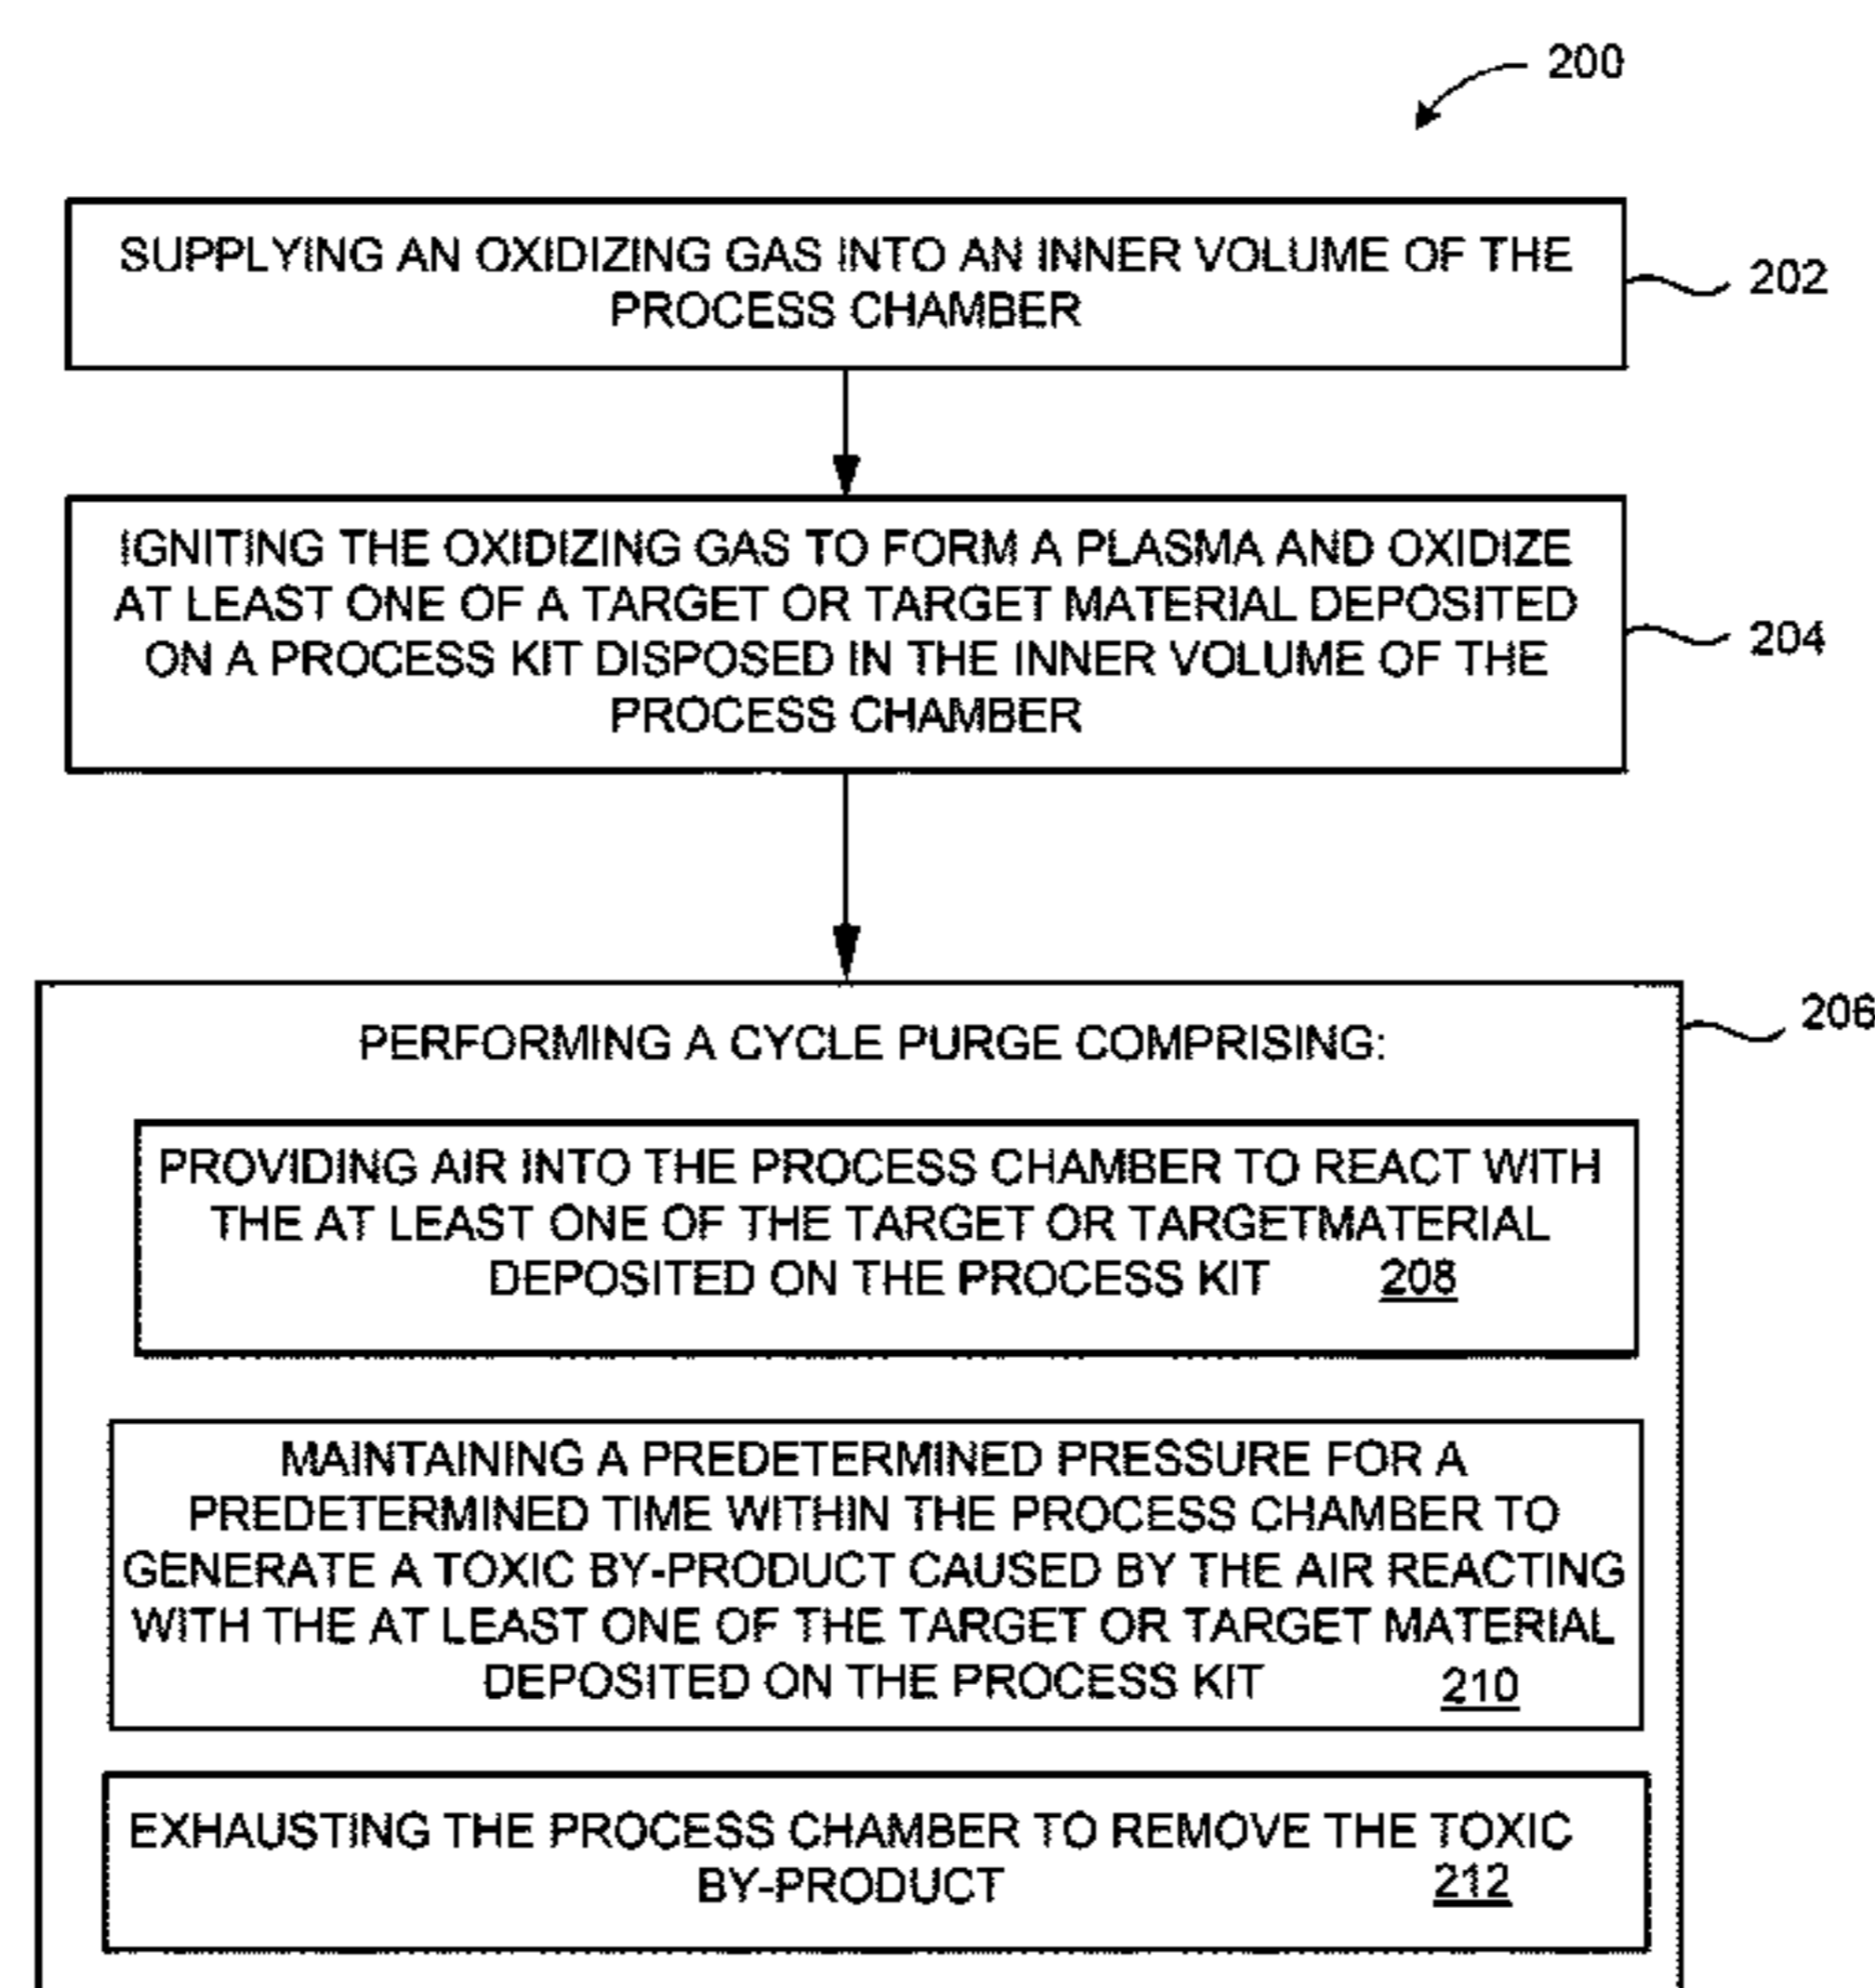 200
SUPPLYING AN OXIDIZING GAS INTO AN INNER VOLUME OF THE
PROCESS CHAMBER
202
IGNITING THE OXIDIZING GAS TO FORM A PLASMA AND OXIDIZE
AT LEAST ONE OF A TARGET OR TARGET MATERIAL DEPOSITED
ON A PROCESS KIT DISPOSED IN THE INNER VOLUME OF THE
PROCESS CHAMBER
204
PERFORMING A CYCLE PURGE COMPRISING:
206
PROVIDING AIR INTO THE PROCESS CHAMBER TO REACT WITH
THE AT LEAST ONE OF THE TARGET OR TARGETMATERIAL
DEPOSITED ON THE PROCESS KIT 208
MAINTAINING A PREDETERMINED PRESSURE FOR A
PREDETERMINED TIME WITHIN THE PROCESS CHAMBER TO
GENERATE A TOXIC BY-PRODUCT CAUSED BY THE AIR REACTING
WITH THE AT LEAST ONE OF THE TARGET OR TARGET MATERIAL
DEPOSITED ON THE PROCESS KIT 210
EXHAUSTING THE PROCESS CHAMBER TO REMOVE THE TOXIC
BY-PRODUCT 212